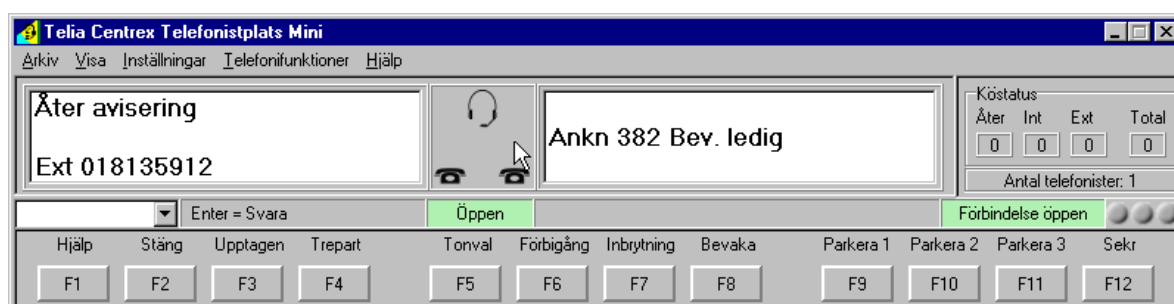 Telia Centrex Telefonistplats Mini
Arkiv Visa Inställningar Telefonifunktioner Hjälp
Åter avisering
Ext 018135912
Ankn 382 Bev. ledig
Köstatus
Åter Int Ext Total
0 0 0 0
Antal telefonister: 1
Enter = Svara Öppen Förbindelse öppen
Hjälp Stäng Upptagen Trepart Tonval Förbigång Inbrytning Bevaka Parkera 1 Parkera 2 Parkera 3 Sekr
F1 F2 F3 F4 F5 F6 F7 F8 F9 F10 F11 F12